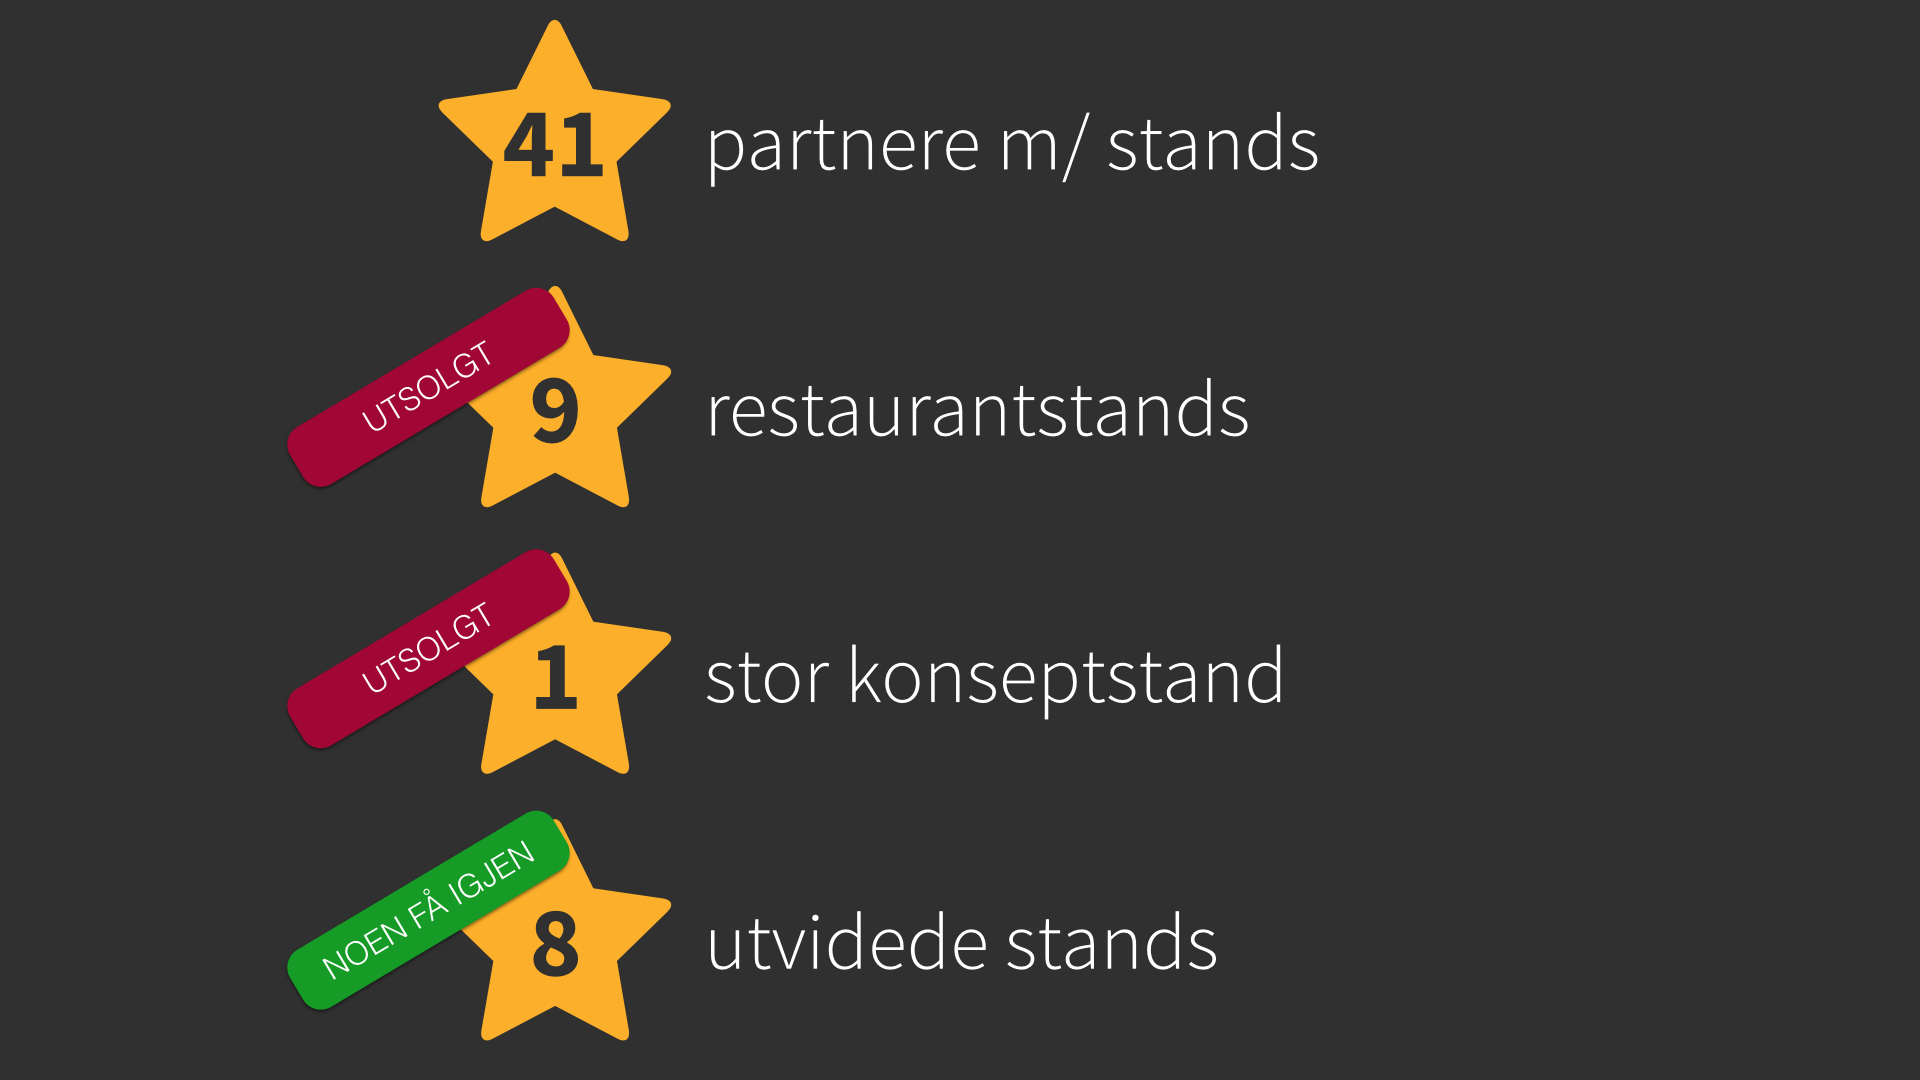 41 partnere m/ stands
UTSOLGT
9 restaurantstands
UTSOLGT
1 stor konseptstand
NOEN FÅ IGJEN
8 utvidede stands